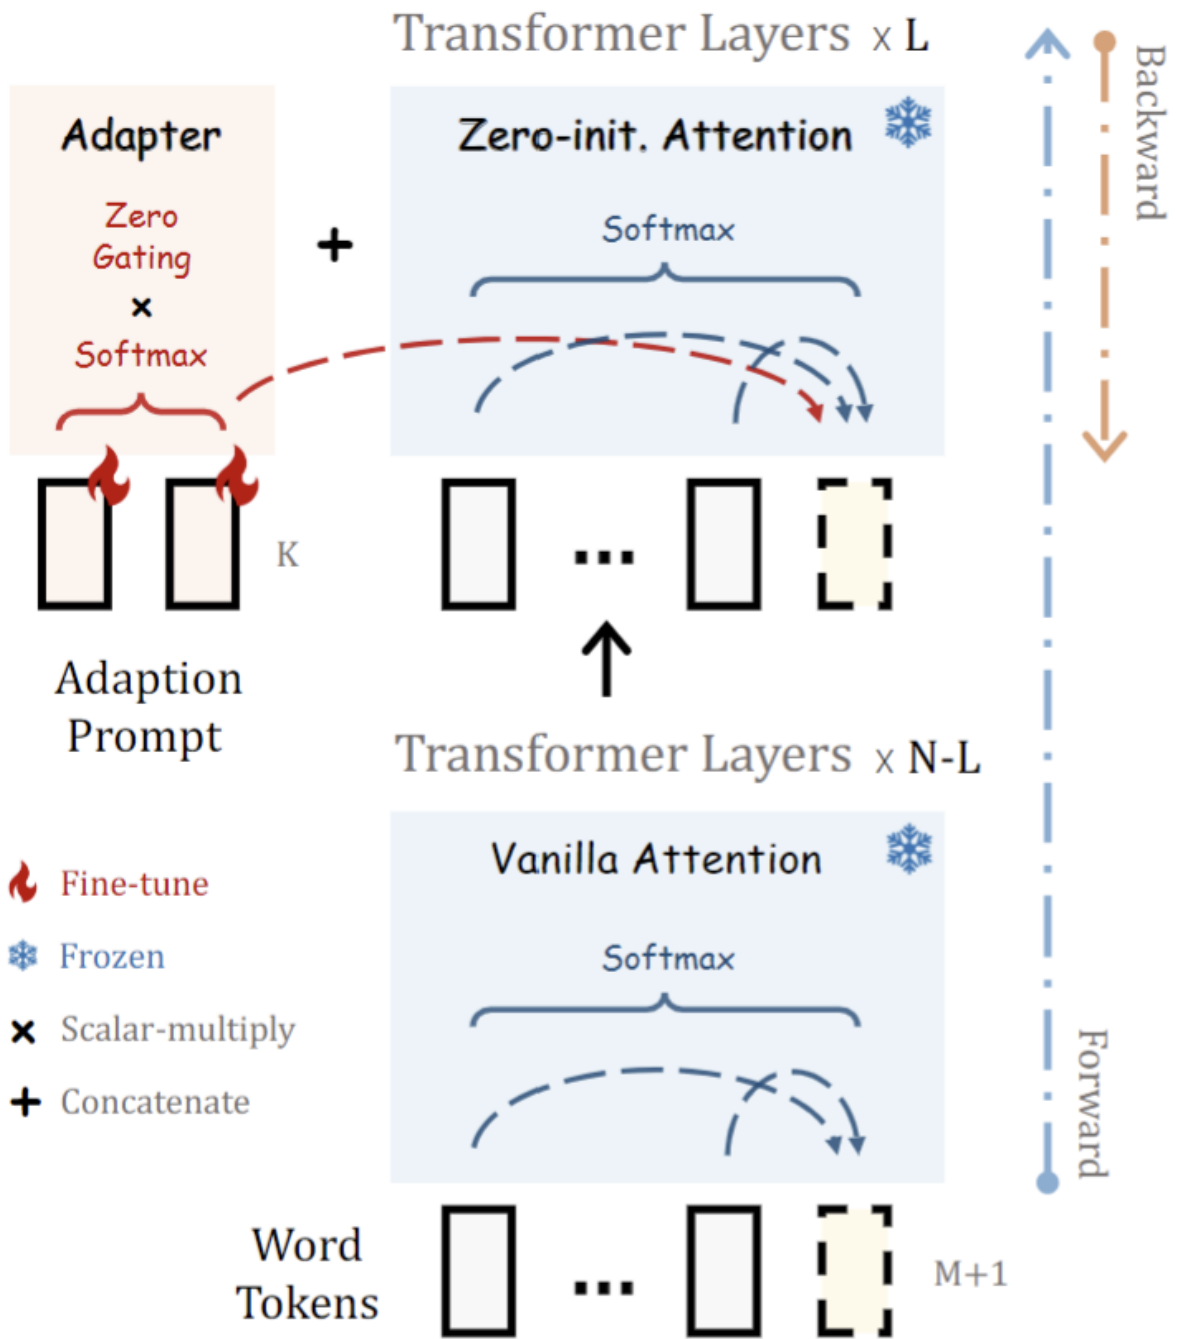 Transformer Layers x L
Backward
Adapter
Zero
Gating
×
Softmax
+
Zero-init. Attention
Softmax
K
...
Adaption
Prompt
Transformer Layers x N-L
Vanilla Attention
Softmax
Fine-tune
Frozen
× Scalar-multiply
+ Concatenate
Forward
Word
Tokens
...
M+1